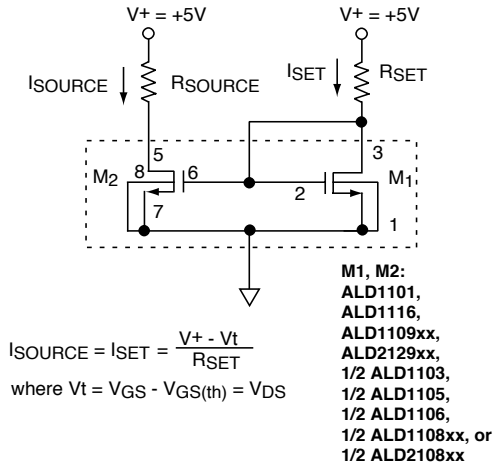 V+ = +5V
V+ = +5V
ISOURCE
RSOURCE
ISET
RSET
5
3
M2
8
6
2
M1
7
1
M1, M2:
ALD1101,
ALD1116,
ALD1109xx,
ALD2129xx,
1/2 ALD1103,
1/2 ALD1105,
1/2 ALD1106,
1/2 ALD1108xx, or
1/2 ALD2108xx
ISOURCE = ISET = V+ - Vt / RSET
where Vt = VGS - VGS(th) = VDS